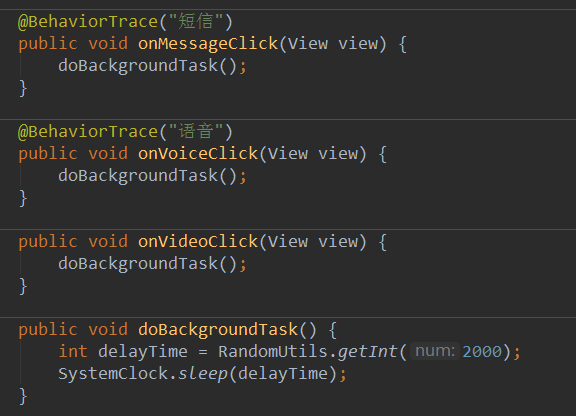 @BehaviorTrace("短信")
public void onMessageClick(View view) {
    doBackgroundTask();
}
@BehaviorTrace("语音")
public void onVoiceClick(View view) {
    doBackgroundTask();
}
public void onVideoClick(View view) {
    doBackgroundTask();
}
public void doBackgroundTask() {
    int delayTime = RandomUtils.getInt( num: 2000);
    SystemClock.sleep(delayTime);
}